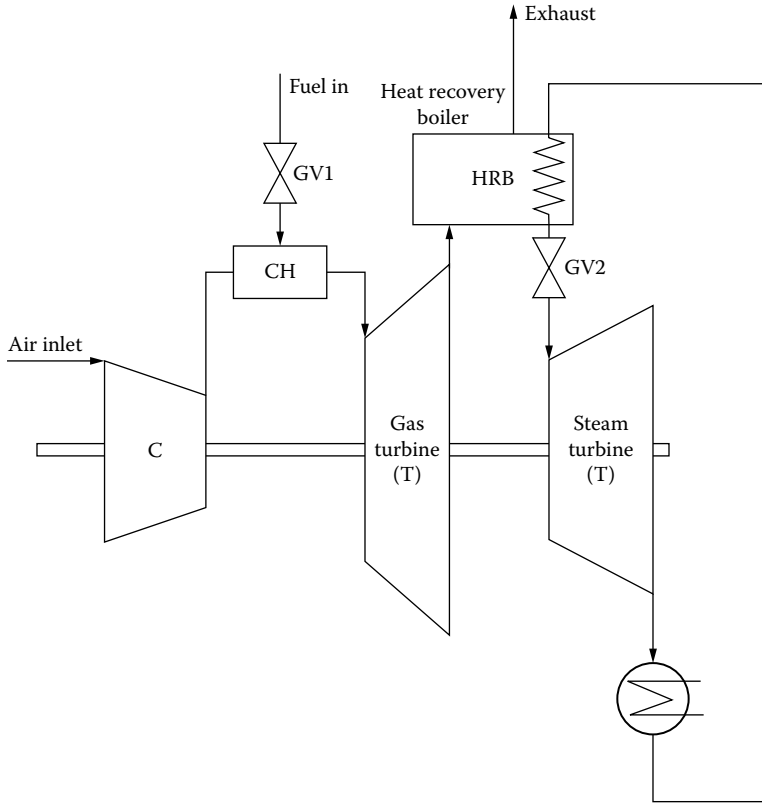 Exhaust
Fuel in
Heat recovery
boiler
GV1
HRB
CH
GV2
Air inlet
C
Gas
turbine
(T)
Steam
turbine
(T)